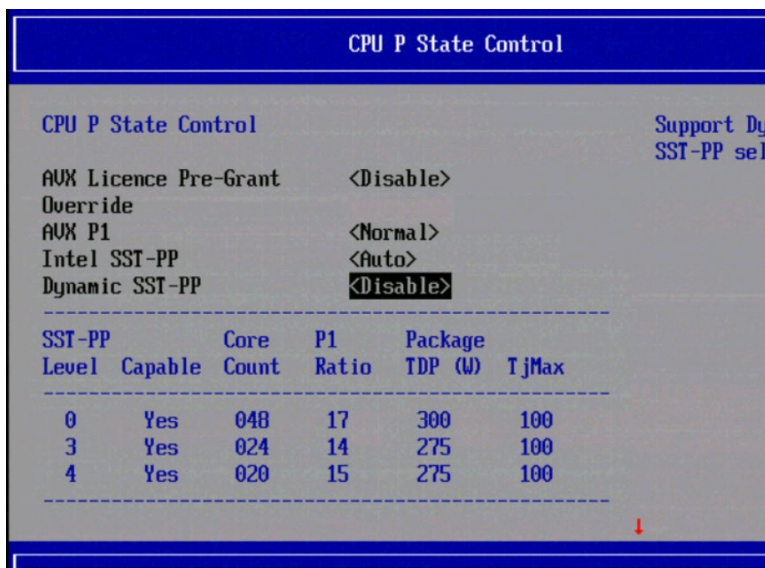 CPU P State Control
CPU P State Control
Support Dy
SST-PP sel
AVX Licence Pre-Grant <Disable>
Override
AVX P1 <Normal>
Intel SST-PP <Auto>
Dynamic SST-PP <Disable>
SST-PP Core P1 Package
Level Capable Count Ratio TDP (W) TjMax
0 Yes 048 17 300 100
3 Yes 024 14 275 100
4 Yes 020 15 275 100